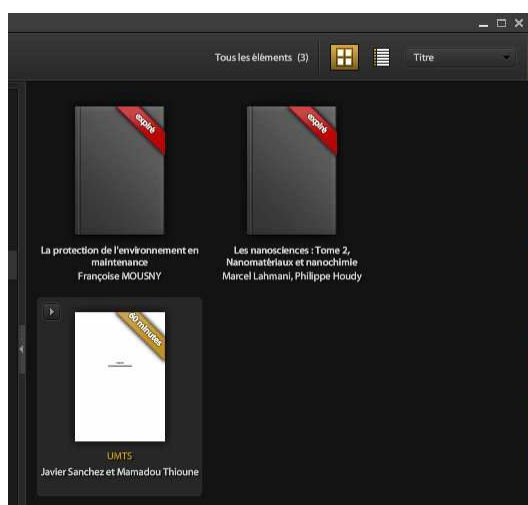 Tous les éléments (3)
Titre
expiré
expiré
La protection de l'environnement en
maintenance
Françoise MOUSNY
Les nanosciences : Tome 2,
Nanomatériaux et nanochimie
Marcel Lahmani, Philippe Houdy
60 minutes
UMTS
Javier Sanchez et Mamadou Thioune